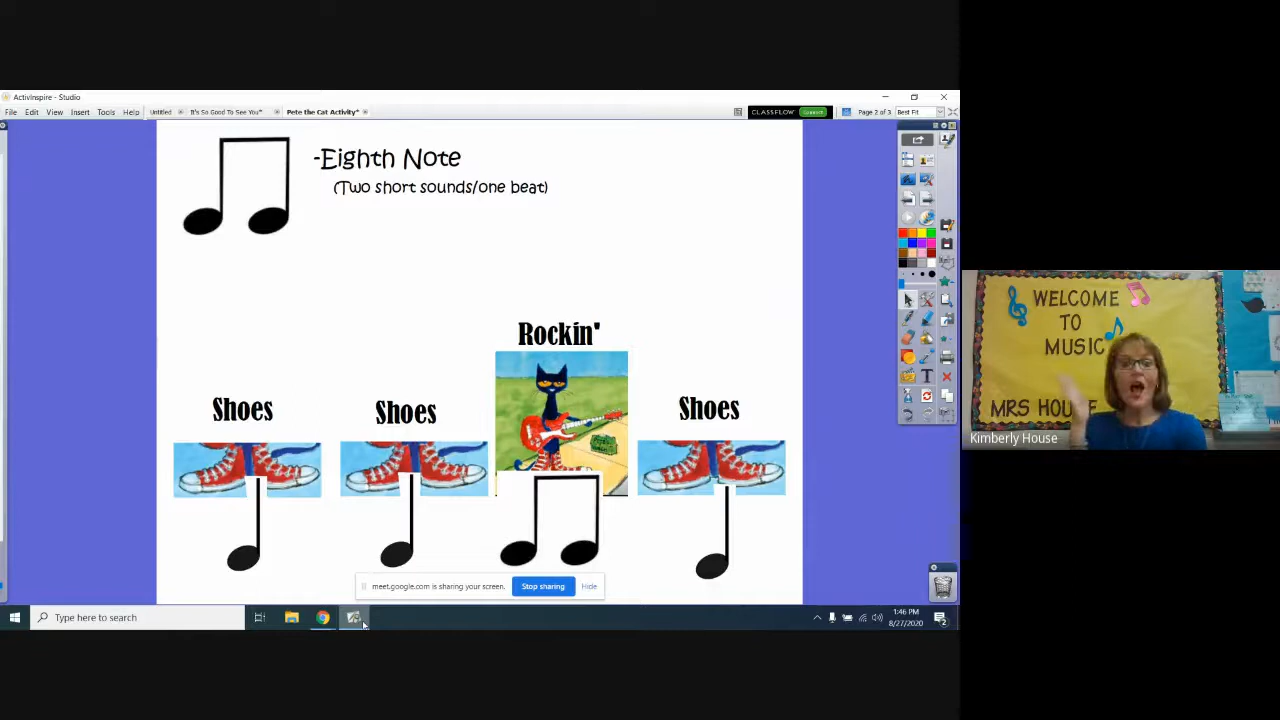 ActivInspire - Studio
File Edit View Insert Tools Help
Untitled
It's So Good To See You*
Pete the Cat Activity*
CLASSFLOW Connect
Page 2 of 3
Best Fit
-Eighth Note
(Two short sounds/one beat)
Rockin'
Shoes
Shoes
Shoes
meet.google.com is sharing your screen.
Stop sharing
Hide
Type here to search
1:46 PM
8/27/2020
2
WELCOME
TO
MUSIC
MRS HOUSE
Kimberly House